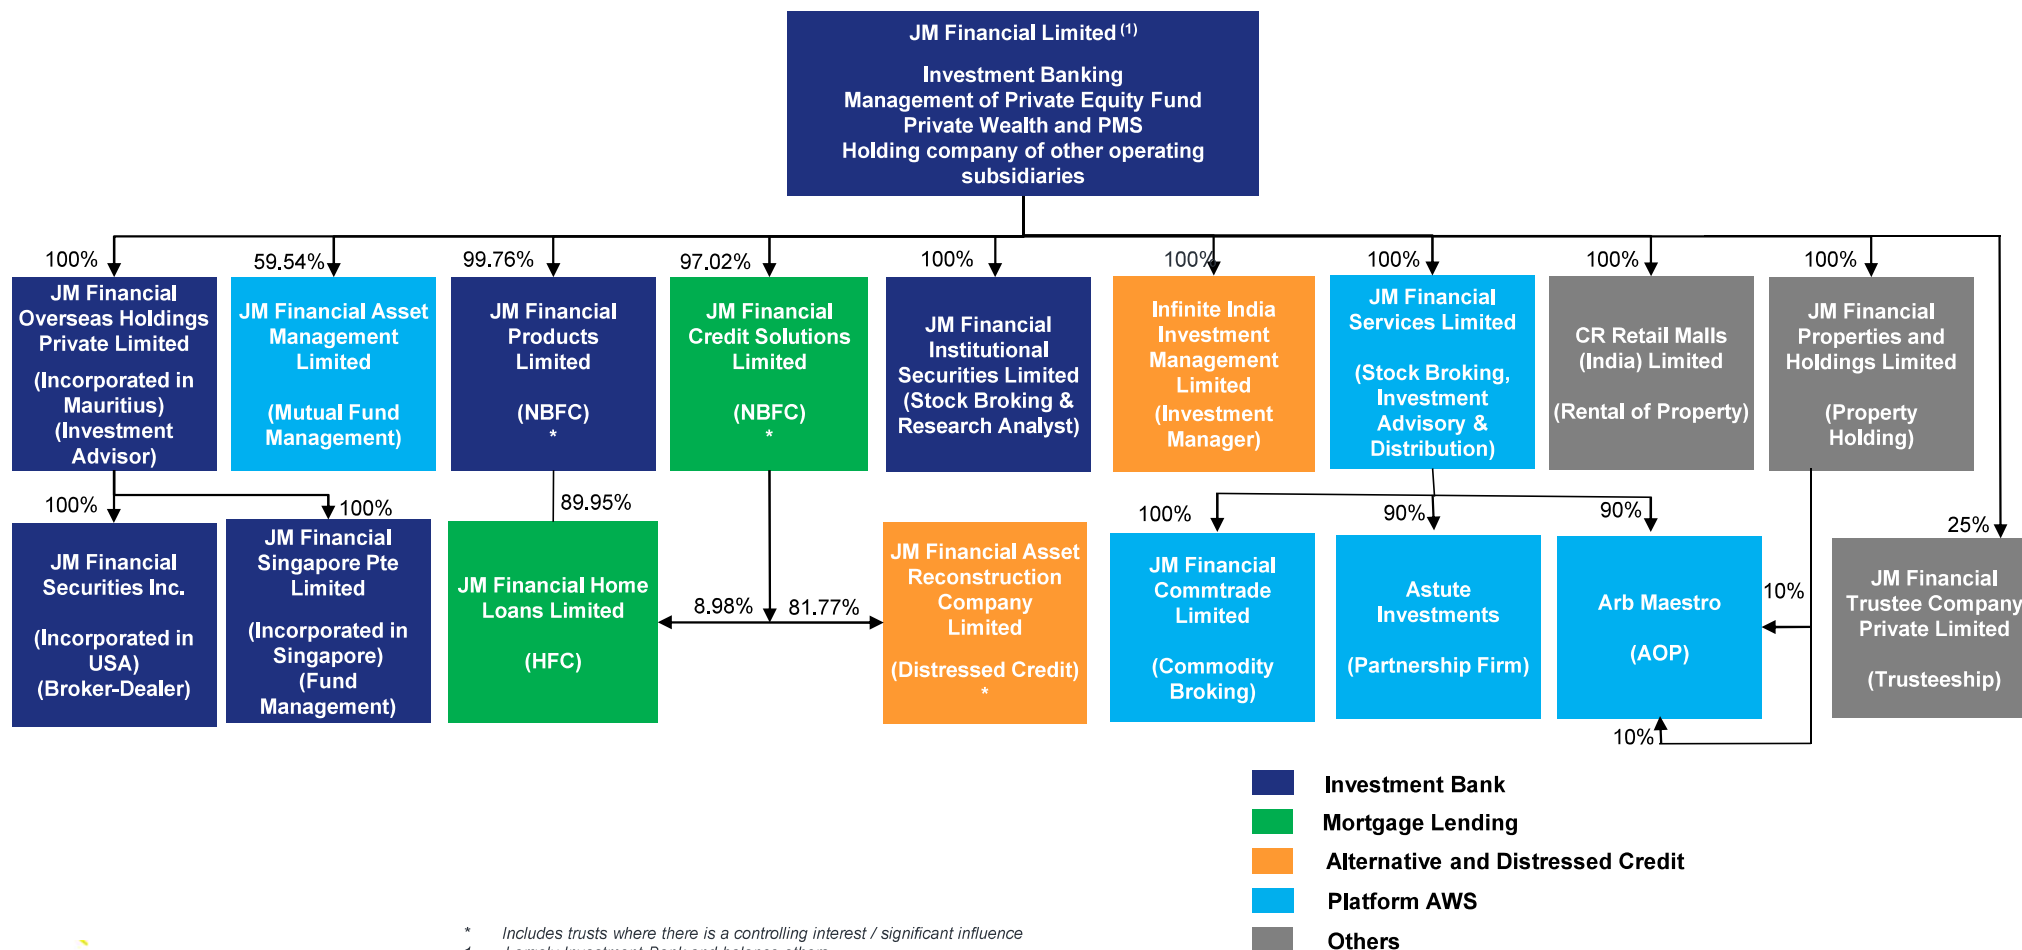 JM Financial Limited (1)
Investment Banking
Management of Private Equity Fund
Private Wealth and PMS
Holding company of other operating
subsidiaries
100%
59.54%
99.76%
97.02%
100%
100%
100%
100%
100%
JM Financial
Overseas Holdings
Private Limited
(Incorporated in
Mauritius)
(Investment
Advisor)
JM Financial Asset
Management
Limited
(Mutual Fund
Management)
JM Financial
Products
Limited
(NBFC)
*
JM Financial
Credit Solutions
Limited
(NBFC)
*
JM Financial
Institutional
Securities Limited
(Stock Broking &
Research Analyst)
Infinite India
Investment
Management
Limited
(Investment
Manager)
JM Financial
Services Limited
(Stock Broking,
Investment
Advisory &
Distribution)
CR Retail Malls
(India) Limited
(Rental of Property)
JM Financial
Properties and
Holdings Limited
(Property
Holding)
100%
100%
89.95%
8.98%
81.77%
100%
90%
90%
10%
25%
JM Financial
Securities Inc.
(Incorporated in
USA)
(Broker-Dealer)
JM Financial
Singapore Pte
Limited
(Incorporated in
Singapore)
(Fund
Management)
JM Financial Home
Loans Limited
(HFC)
JM Financial Asset
Reconstruction
Company
Limited
(Distressed Credit)
*
JM Financial
Commtrade
Limited
(Commodity
Broking)
Astute
Investments
(Partnership Firm)
Arb Maestro
(AOP)
JM Financial
Trustee Company
Private Limited
(Trusteeship)
10%
Investment Bank
Mortgage Lending
Alternative and Distressed Credit
Platform AWS
Others
* Includes trusts where there is a controlling interest / significant influence
1 Largely Investment Bank and balance others